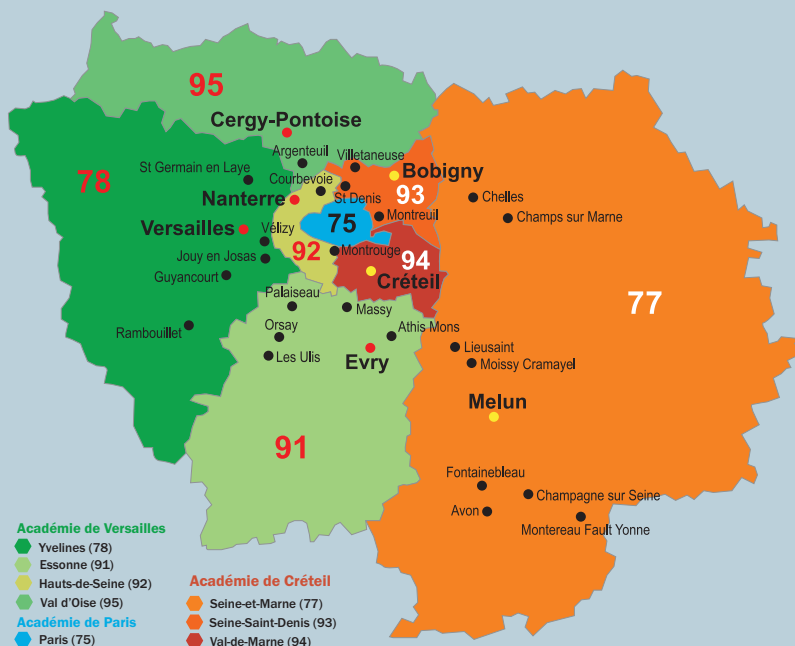 95
Cergy-Pontoise
Argenteuil
Villetaneuse
St Germain en Laye
Courbevoie
Bobigny
78
Nanterre
St Denis
93
Chelles
Versailles
Vélizy
75
Montreuil
Champs sur Marne
Jouy en Josas
92
Montrouge
94
Guyancourt
Créteil
77
Palaiseau
Massy
Rambouillet
Orsay
Athis Mons
Les Ulis
Evry
Lieusaint
Moissy Cramayel
Melun
91
Fontainebleau
Champagne sur Seine
Avon
Montereau Fault Yonne
Académie de Versailles
Yvelines (78)
Essonne (91)
Hauts-de-Seine (92)
Val d'Oise (95)
Académie de Paris
Paris (75)
Académie de Créteil
Seine-et-Marne (77)
Seine-Saint-Denis (93)
Val-de-Marne (94)